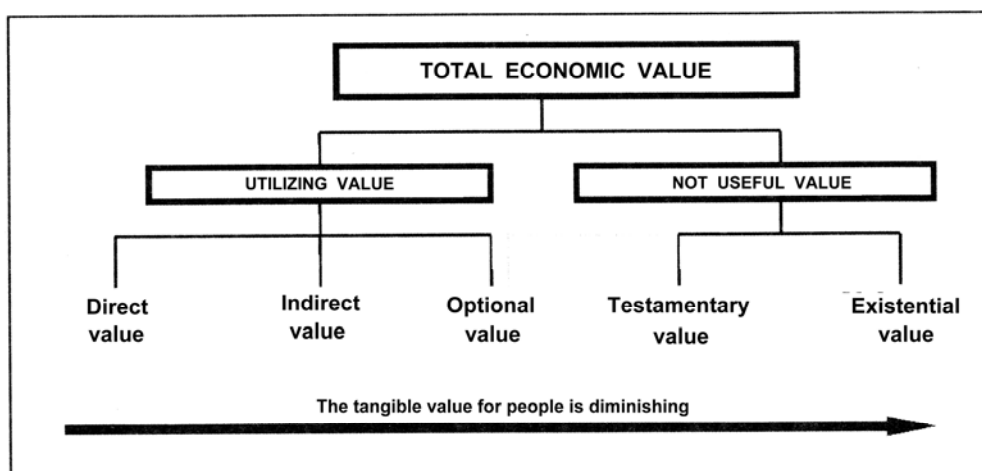 TOTAL ECONOMIC VALUE
UTILIZING VALUE
NOT USEFUL VALUE
Direct
value
Indirect
value
Optional
value
Testamentary
value
Existential
value
The tangible value for people is diminishing